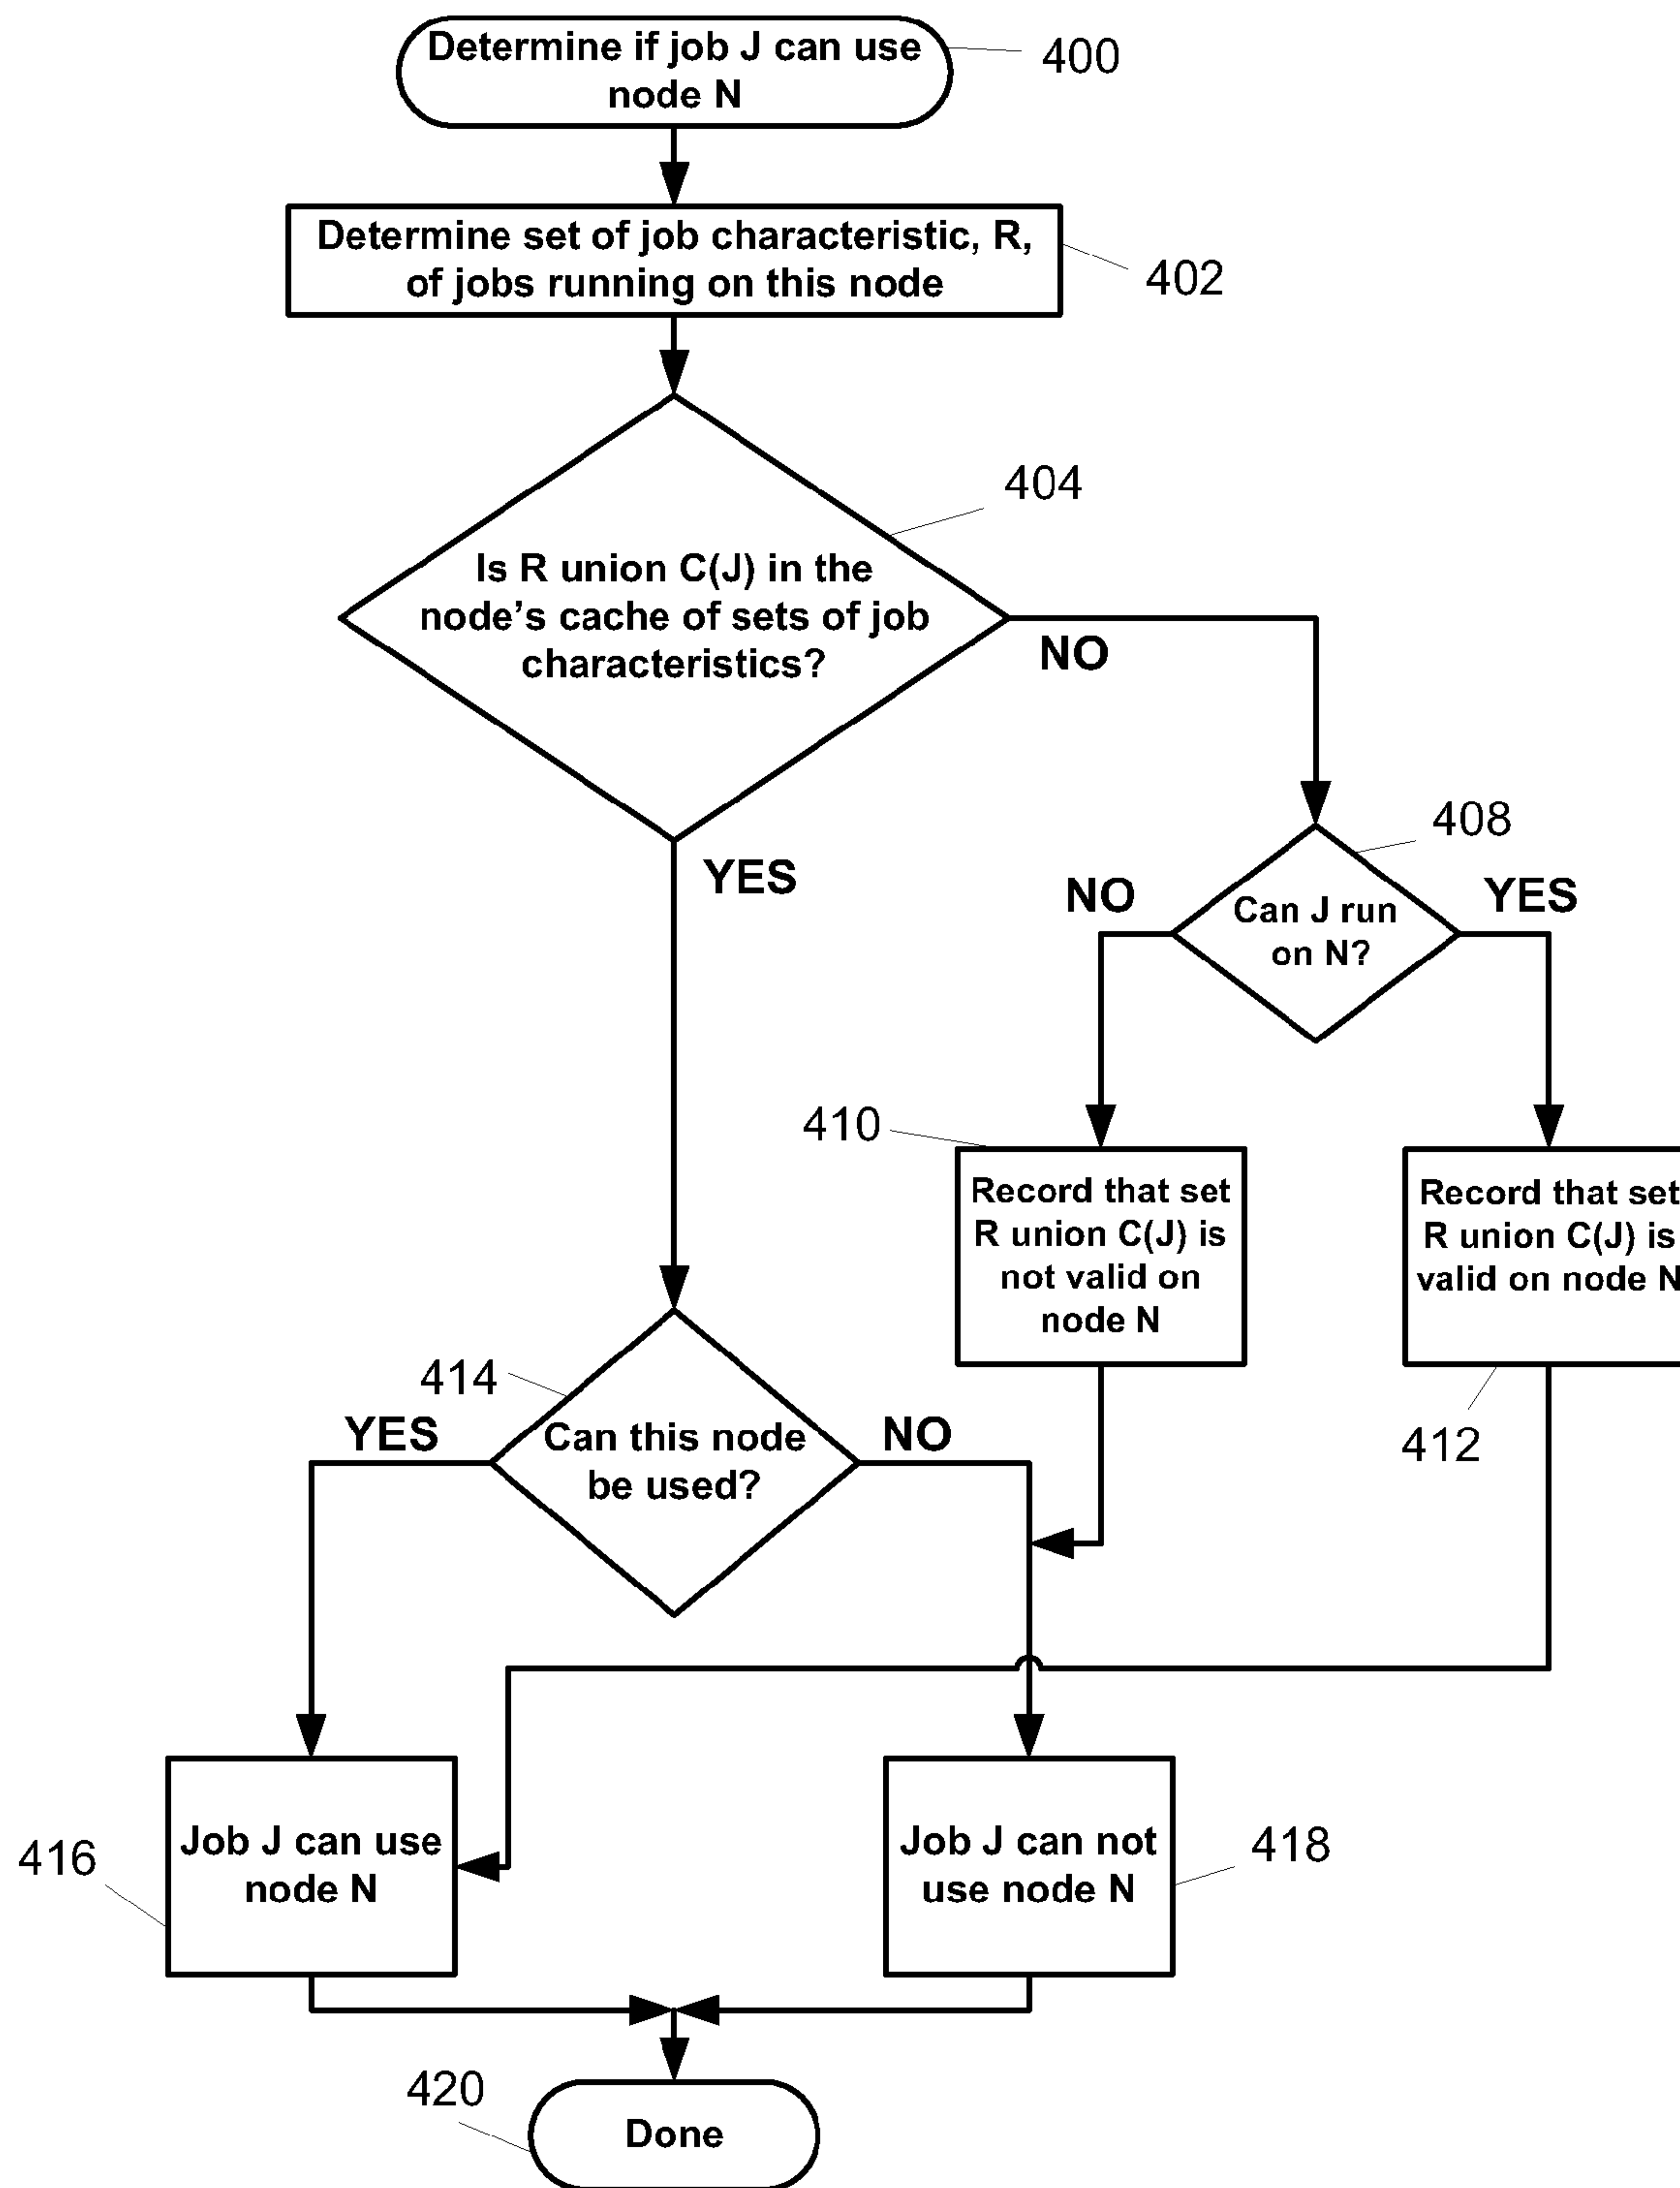 Determine if job J can use
node N
400
Determine set of job characteristic, R,
of jobs running on this node
402
404
Is R union C(J) in the
node’s cache of sets of job
characteristics?
NO
YES
408
NO
YES
Can J run
on N?
410
Record that set
R union C(J) is
not valid on
node N
Record that set
R union C(J) is
valid on node N
412
414
YES
NO
Can this node
be used?
416
Job J can use
node N
Job J can not
use node N
418
420
Done